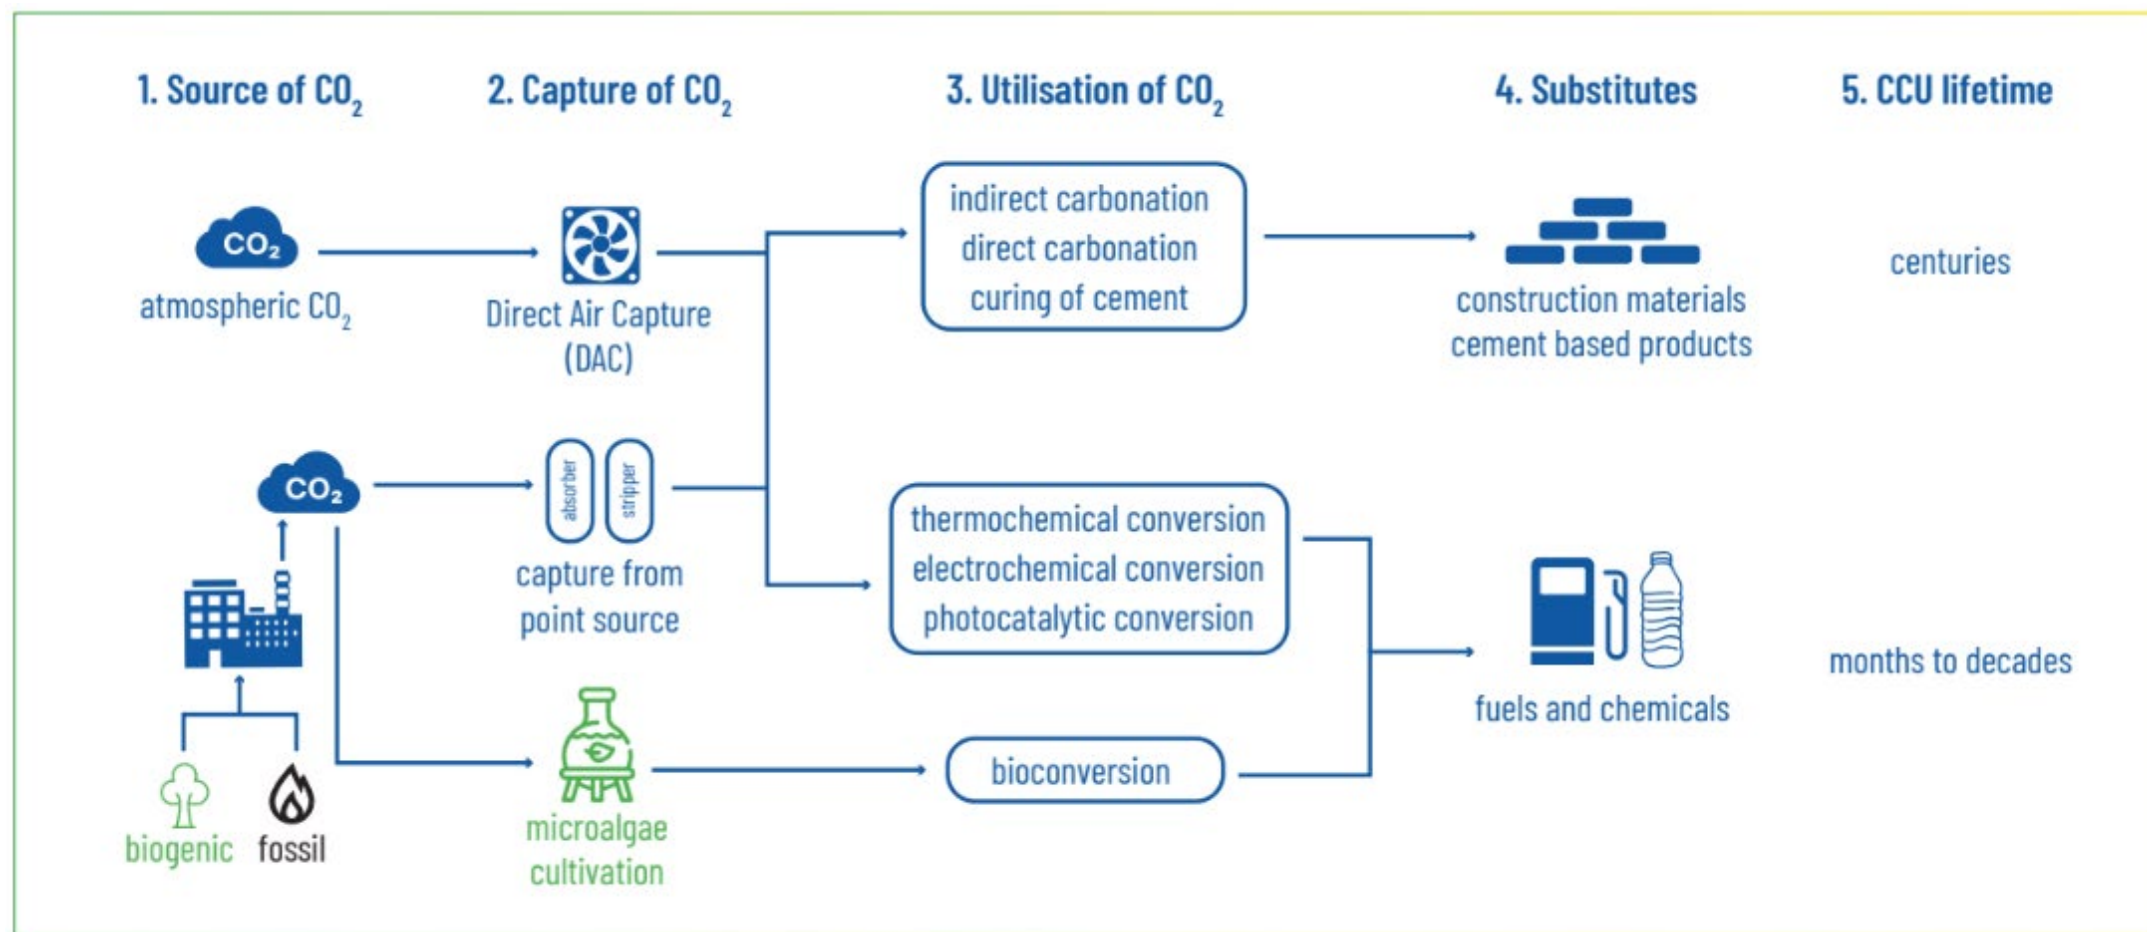 1. Source of CO₂
2. Capture of CO₂
3. Utilisation of CO₂
4. Substitutes
5. CCU lifetime
CO₂
atmospheric CO₂
Direct Air Capture
(DAC)
indirect carbonation
direct carbonation
curing of cement
construction materials
cement based products
centuries
CO₂
absorber
stripper
capture from
point source
thermochemical conversion
electrochemical conversion
photocatalytic conversion
fuels and chemicals
months to decades
biogenic
fossil
microalgae
cultivation
bioconversion